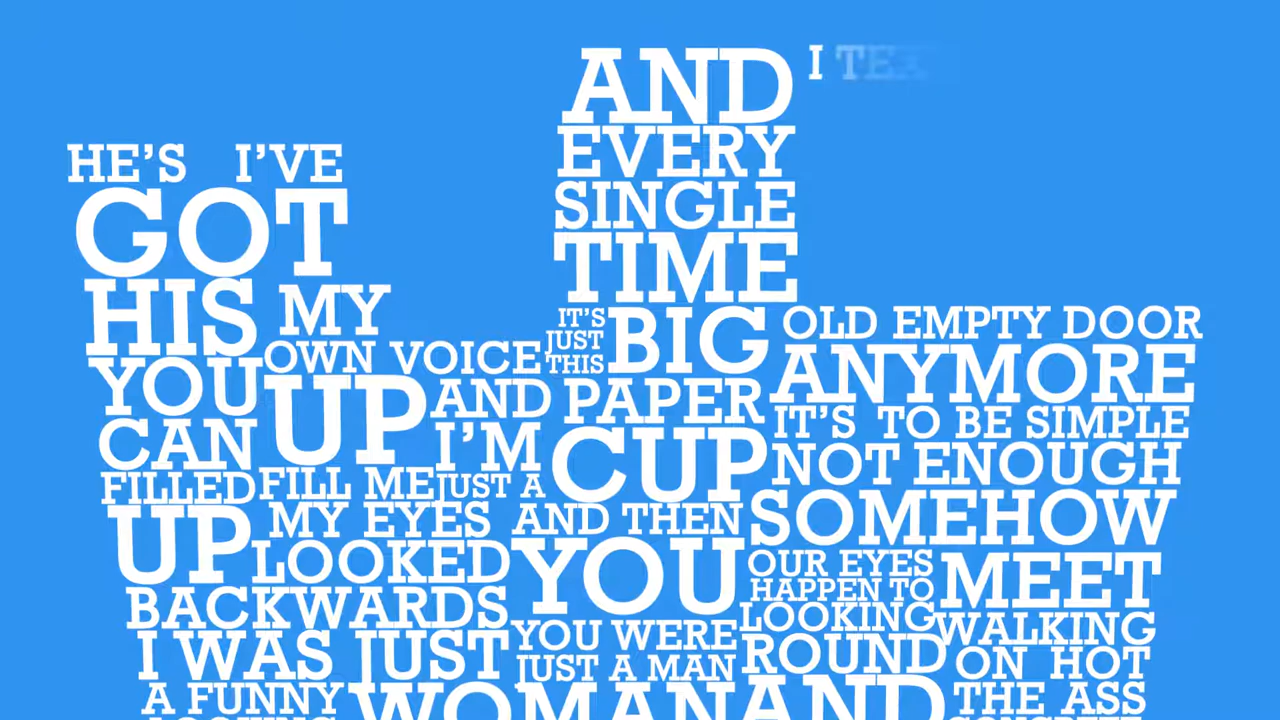 AND I
EVERY
SINGLE
TIME
HE'S I'VE
GOT
HIS MY
OWN VOICE
YOU UP
CAN
FILLED FILL ME
UP MY EYES
LOOKED
BACKWARDS
I WAS JUST
A FUNNY
IT'S
JUST
THIS
BIG
AND PAPER
I'M CUP
JUST A
AND THEN
YOU
YOU WERE
JUST A MAN
WOMAN AND
OLD EMPTY DOOR
ANYMORE
IT'S TO BE SIMPLE
NOT ENOUGH
SOMEHOW
OUR EYES
HAPPEN TO
MEET
LOOKING
ROUND
WALKING
ON HOT
THE ASS